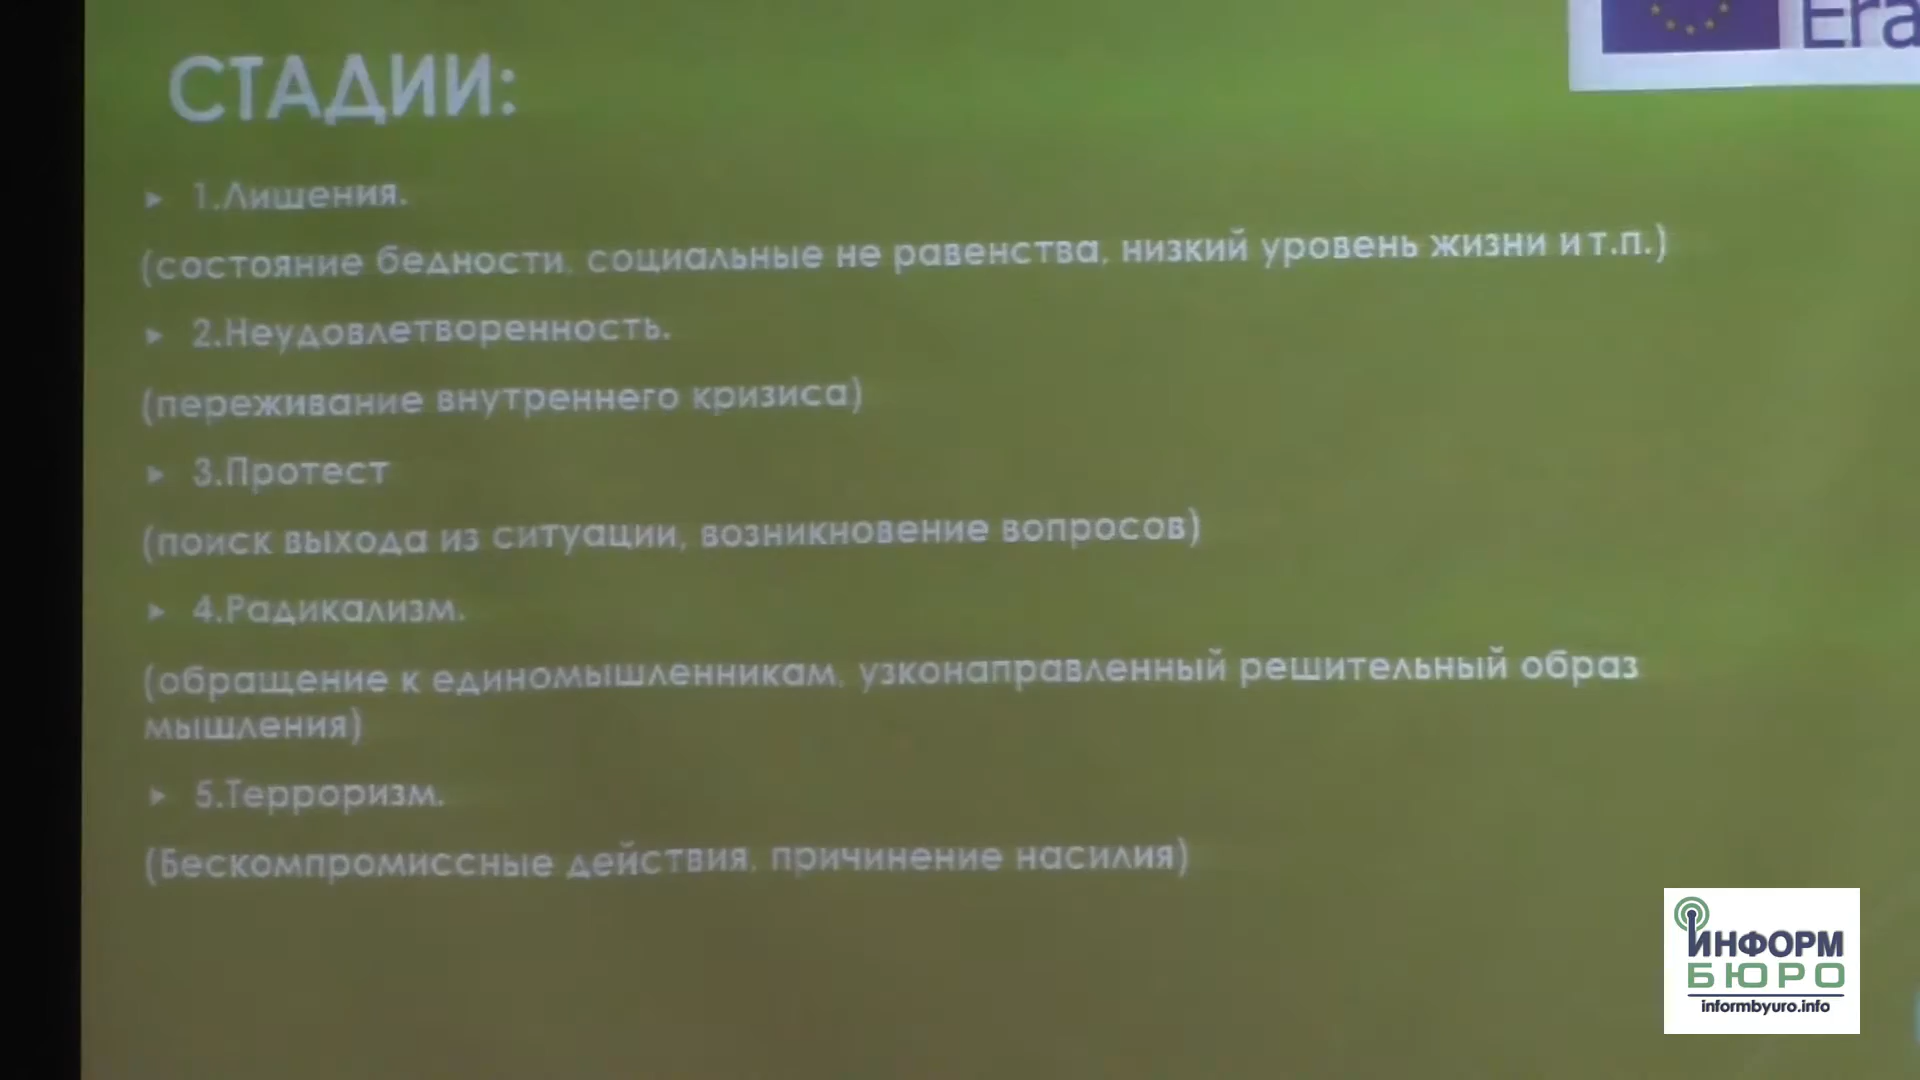 Era
СТАДИИ:
1.Лишения.
(состояние бедности, социальные не равенства, низкий уровень жизни и т.п.)
2.Неудовлетворенность.
(переживание внутреннего кризиса)
3.Протест
(поиск выхода из ситуации, возникновение вопросов)
4.Радикализм.
(обращение к единомышленникам, узконаправленный решительный образ
мышления)
5.Терроризм.
(Бескомпромиссные действия, причинение насилия)
ИНФОРМ
БЮРО
informbyuro.info